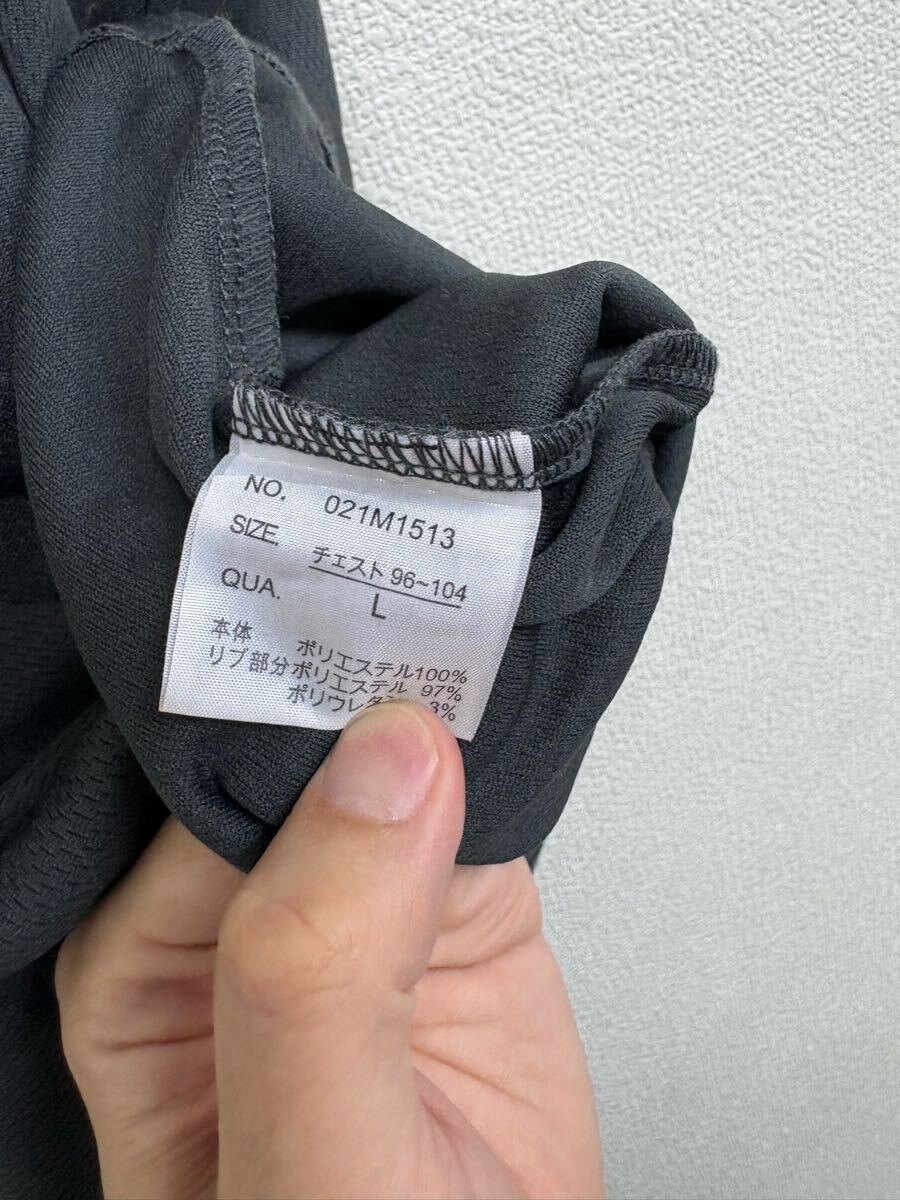 NO. 021M1513
SIZE. チェスト 96~104
QUA. L
本体 ポリエステル100%
リブ部分 ポリエステル 97%
3%